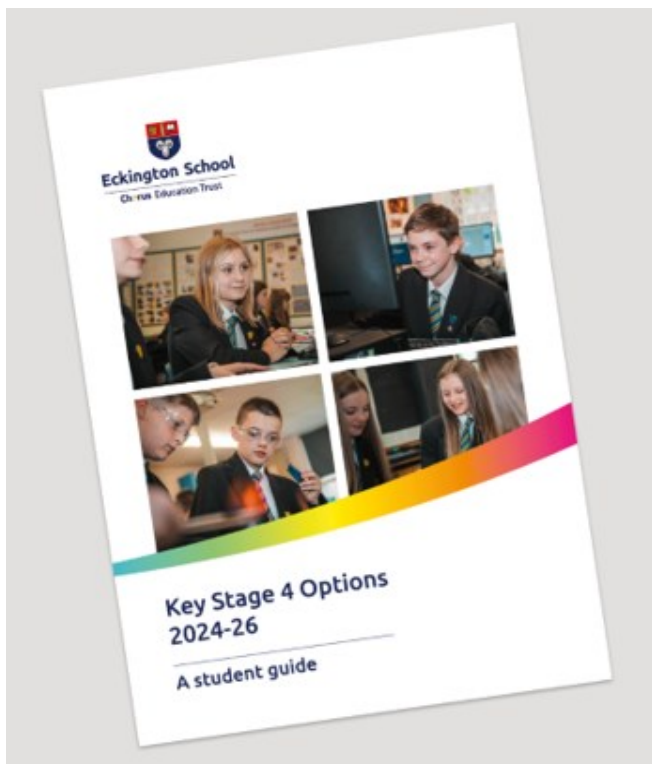 Eckington School
Chorus Education Trust
Key Stage 4 Options
2024-26
A student guide